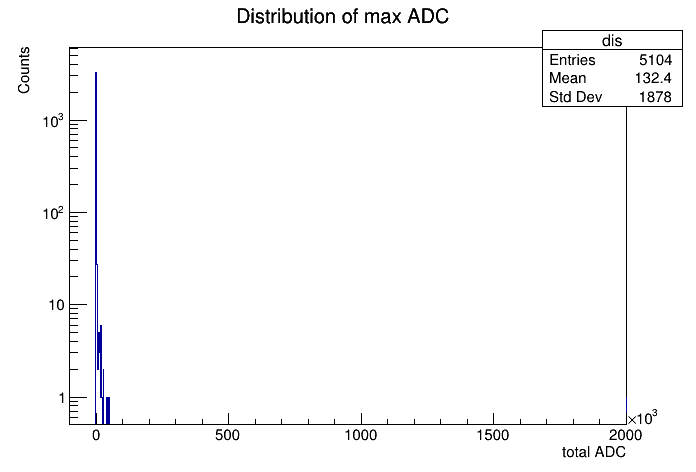 Distribution of max ADC
dis
Entries 5104
Mean 132.4
Std Dev 1878
Counts
10³
10²
10
1
0 500 1000 1500 2000 ×10³
total ADC